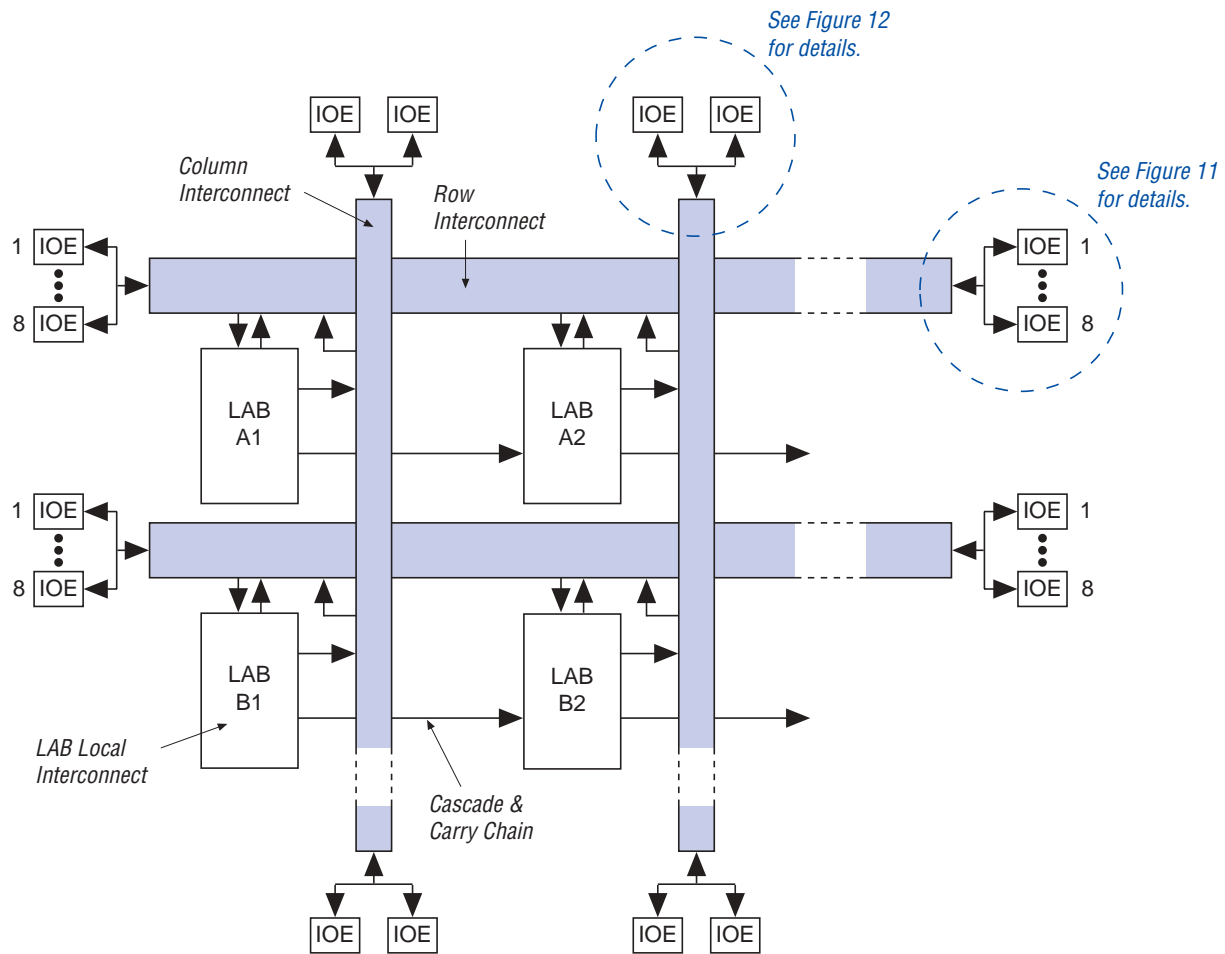 See Figure 12
for details.
IOE IOE IOE IOE
Column
Interconnect
Row
Interconnect
See Figure 11
for details.
1 IOE IOE 1
8 IOE IOE 8
LAB
A1
LAB
A2
1 IOE IOE 1
8 IOE IOE 8
LAB
B1
LAB
B2
LAB Local
Interconnect
Cascade &
Carry Chain
IOE IOE IOE IOE